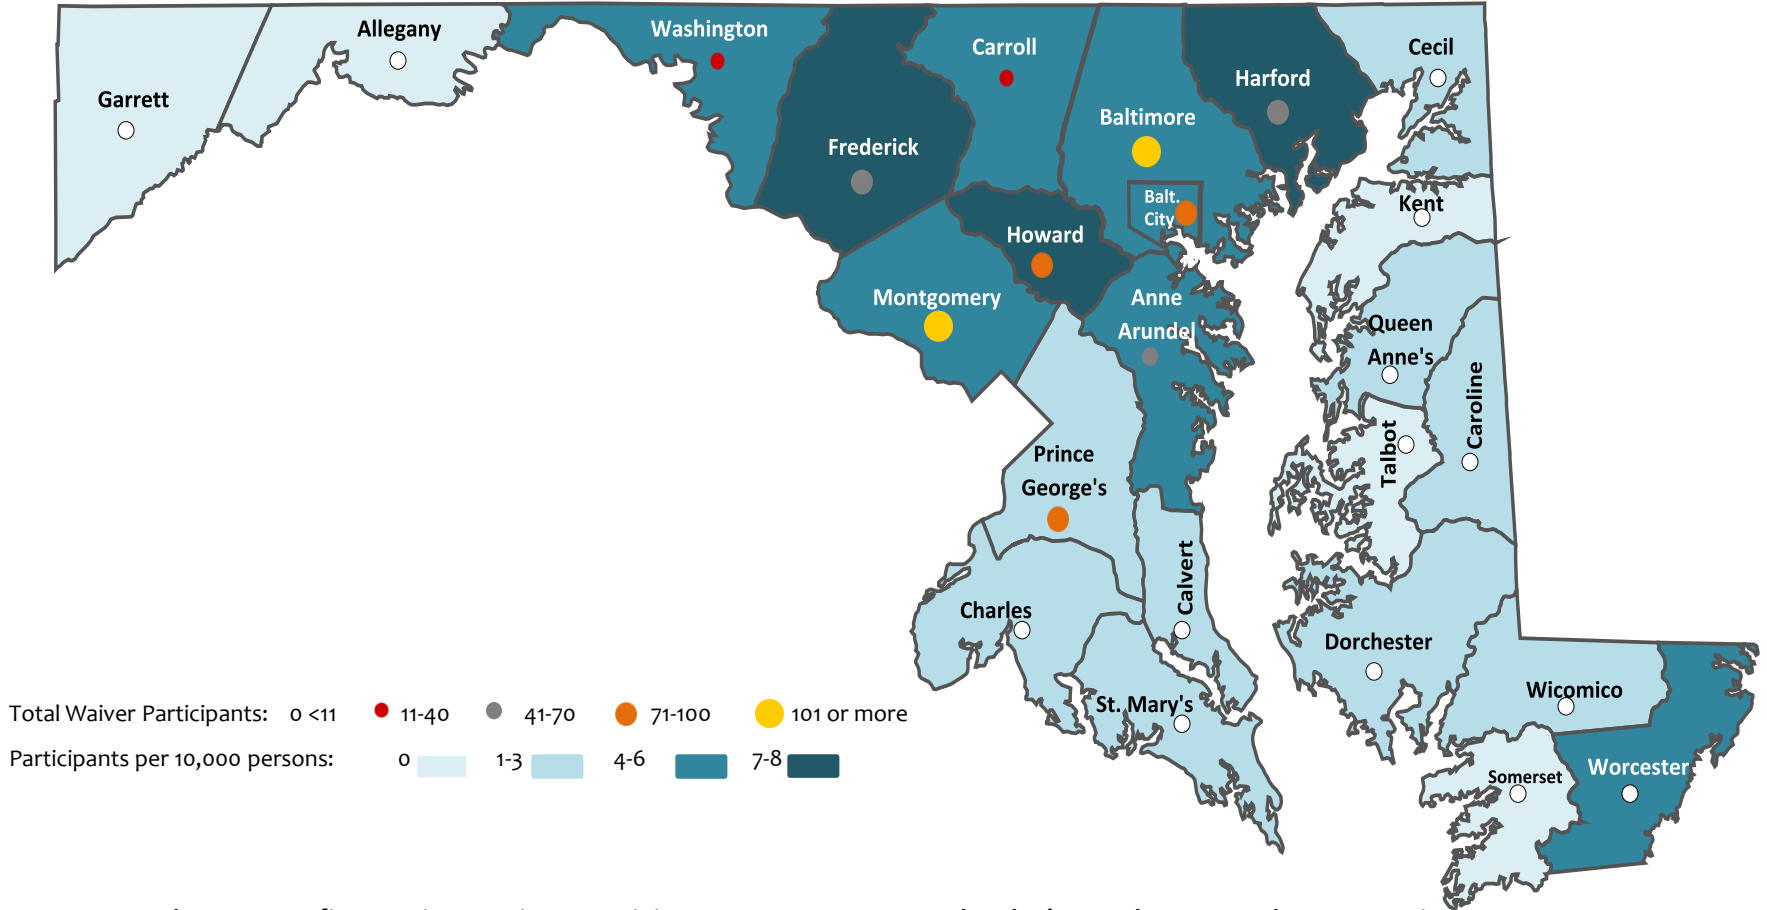 Allegany
Washington
Carroll
Cecil
Garrett
Harford
Baltimore
Frederick
Balt.
City
Kent
Howard
Montgomery
Anne
Arundel
Queen
Anne's
Caroline
Talbot
Prince
George's
Calvert
Charles
Dorchester
St. Mary's
Wicomico
Somerset
Worcester
Total Waiver Participants: 0 <11 11-40 41-70 71-100 101 or more
Participants per 10,000 persons: 0 1-3 4-6 7-8